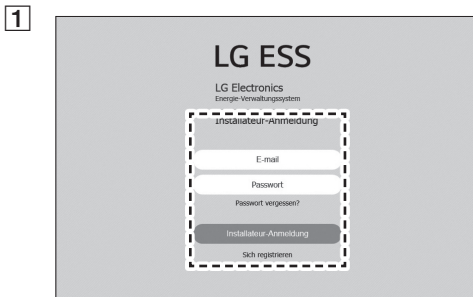 1
LG ESS
LG Electronics
Energie-Verwaltungssystem
Installateur-Anmeldung
E-mail
Passwort
Passwort vergessen?
Installateur-Anmeldung
Sich registrieren